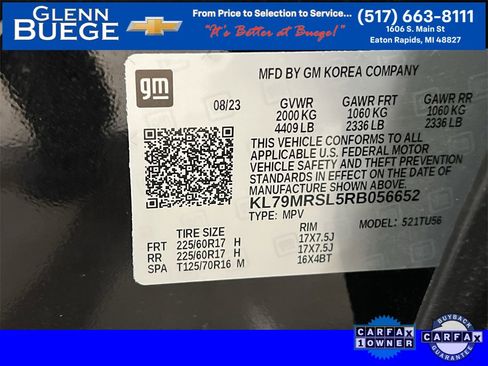 GLENN
BUEGE
From Price to Selection to Service...
"It's Better at Buege!"
(517) 663-8111
1606 S. Main St
Eaton Rapids, MI 48827
gm
MFD BY GM KOREA COMPANY
08/23 GVWR GAWR FRT GAWR RR
2000 KG 1060 KG 1060 KG
4409 LB 2336 LB 2336 LB
THIS VEHICLE CONFORMS TO ALL
APPLICABLE U.S. FEDERAL MOTOR
VEHICLE SAFETY AND THEFT PREVENTION
STANDARDS IN EFFECT ON THE DATE OF
MANUFACTURE SHOWN ABOVE.
KL79MRSL5RB056652
TYPE: MPV MODEL: 521TU56
TIRE SIZE RIM
FRT 225/60R17 H 17X7.5J
RR 225/60R17 H 17X7.5J
SPA T125/70R16 M 16X4BT
CARFAX
1 OWNER
BUYBACK
CARFAX
GUARANTEE